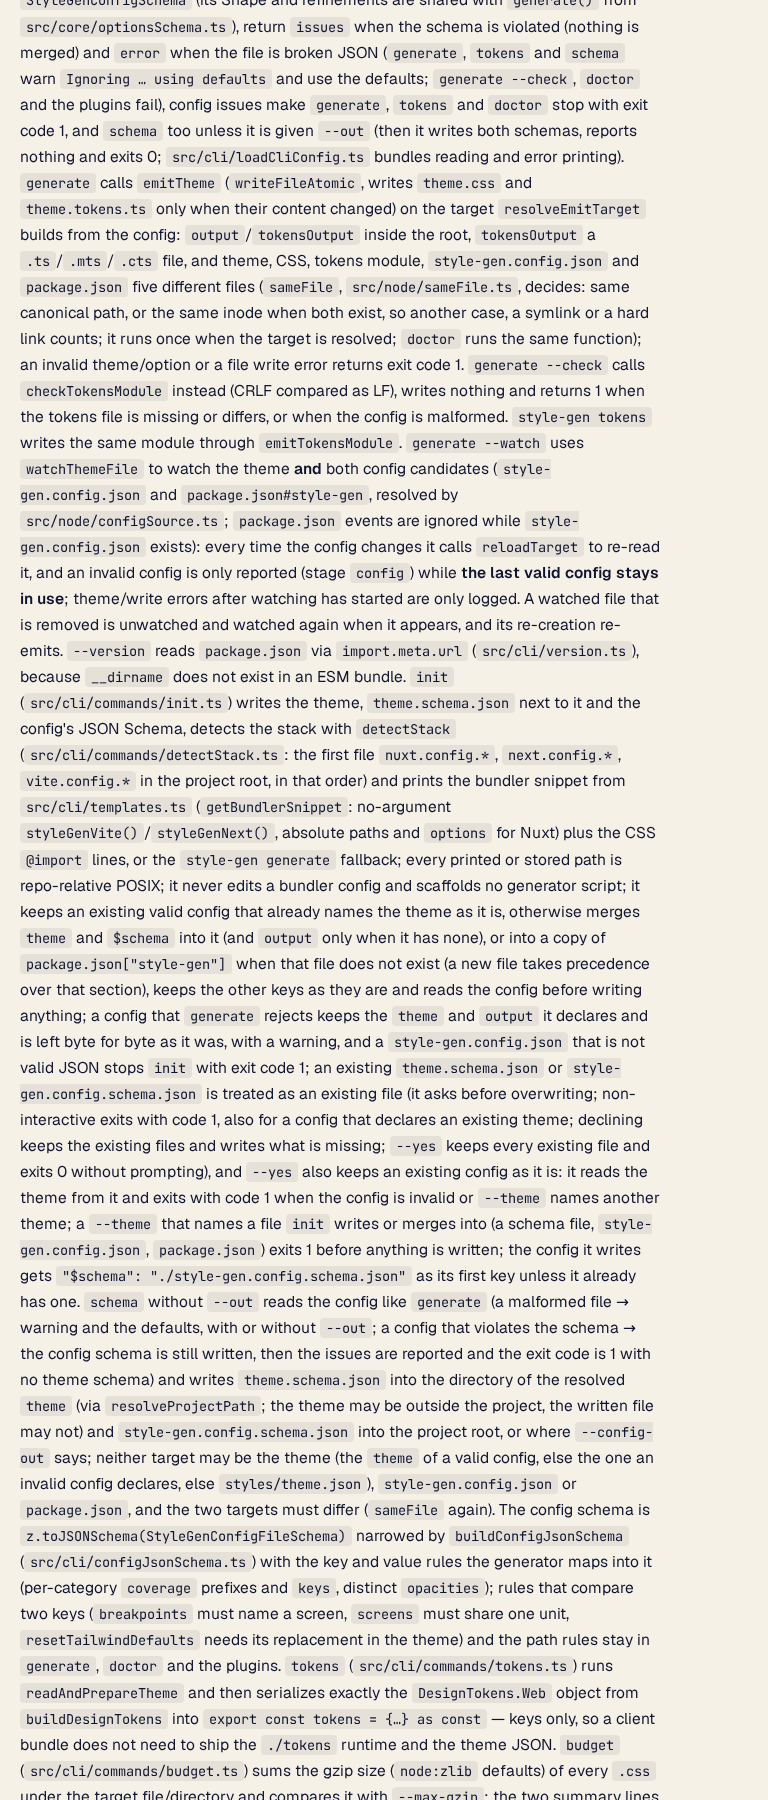 StyleGenConfigSchema (its Shape and refinements are shared with generate() from
src/core/optionsSchema.ts ), return issues when the schema is violated (nothing is
merged) and error when the file is broken JSON ( generate , tokens and schema
warn Ignoring … using defaults and use the defaults; generate --check , doctor
and the plugins fail), config issues make generate , tokens and doctor stop with exit
code 1, and schema too unless it is given --out (then it writes both schemas, reports
nothing and exits 0; src/cli/loadCliConfig.ts bundles reading and error printing).
generate calls emitTheme ( writeFileAtomic , writes theme.css and
theme.tokens.ts only when their content changed) on the target resolveEmitTarget
builds from the config: output / tokensOutput inside the root, tokensOutput a
.ts / .mts / .cts file, and theme, CSS, tokens module, style-gen.config.json and
package.json five different files ( sameFile , src/node/sameFile.ts , decides: same
canonical path, or the same inode when both exist, so another case, a symlink or a hard
link counts; it runs once when the target is resolved; doctor runs the same function);
an invalid theme/option or a file write error returns exit code 1. generate --check calls
checkTokensModule instead (CRLF compared as LF), writes nothing and returns 1 when
the tokens file is missing or differs, or when the config is malformed. style-gen tokens
writes the same module through emitTokensModule . generate --watch uses
watchThemeFile to watch the theme and both config candidates ( style-
gen.config.json and package.json#style-gen , resolved by
src/node/configSource.ts ; package.json events are ignored while style-
gen.config.json exists): every time the config changes it calls reloadTarget to re-read
it, and an invalid config is only reported (stage config ) while the last valid config stays
in use; theme/write errors after watching has started are only logged. A watched file that
is removed is unwatched and watched again when it appears, and its re-creation re-
emits. --version reads package.json via import.meta.url ( src/cli/version.ts ),
because __dirname does not exist in an ESM bundle. init
( src/cli/commands/init.ts ) writes the theme, theme.schema.json next to it and the
config's JSON Schema, detects the stack with detectStack
( src/cli/commands/detectStack.ts : the first file nuxt.config.* , next.config.* ,
vite.config.* in the project root, in that order) and prints the bundler snippet from
src/cli/templates.ts ( getBundlerSnippet : no-argument
styleGenVite() / styleGenNext() , absolute paths and options for Nuxt) plus the CSS
@import lines, or the style-gen generate fallback; every printed or stored path is
repo-relative POSIX; it never edits a bundler config and scaffolds no generator script; it
keeps an existing valid config that already names the theme as it is, otherwise merges
theme and $schema into it (and output only when it has none), or into a copy of
package.json["style-gen"] when that file does not exist (a new file takes precedence
over that section), keeps the other keys as they are and reads the config before writing
anything; a config that generate rejects keeps the theme and output it declares and
is left byte for byte as it was, with a warning, and a style-gen.config.json that is not
valid JSON stops init with exit code 1; an existing theme.schema.json or style-
gen.config.schema.json is treated as an existing file (it asks before overwriting; non-
interactive exits with code 1, also for a config that declares an existing theme; declining
keeps the existing files and writes what is missing; --yes keeps every existing file and
exits 0 without prompting), and --yes also keeps an existing config as it is: it reads the
theme from it and exits with code 1 when the config is invalid or --theme names another
theme; a --theme that names a file init writes or merges into (a schema file, style-
gen.config.json , package.json ) exits 1 before anything is written; the config it writes
gets "$schema": "./style-gen.config.schema.json" as its first key unless it already
has one. schema without --out reads the config like generate (a malformed file →
warning and the defaults, with or without --out ; a config that violates the schema →
the config schema is still written, then the issues are reported and the exit code is 1 with
no theme schema) and writes theme.schema.json into the directory of the resolved
theme (via resolveProjectPath ; the theme may be outside the project, the written file
may not) and style-gen.config.schema.json into the project root, or where --config-
out says; neither target may be the theme (the theme of a valid config, else the one an
invalid config declares, else styles/theme.json ), style-gen.config.json or
package.json , and the two targets must differ ( sameFile again). The config schema is
z.toJSONSchema(StyleGenConfigFileSchema) narrowed by buildConfigJsonSchema
( src/cli/configJsonSchema.ts ) with the key and value rules the generator maps into it
(per-category coverage prefixes and keys , distinct opacities ); rules that compare
two keys ( breakpoints must name a screen, screens must share one unit,
resetTailwindDefaults needs its replacement in the theme) and the path rules stay in
generate , doctor and the plugins. tokens ( src/cli/commands/tokens.ts ) runs
readAndPrepareTheme and then serializes exactly the DesignTokens.Web object from
buildDesignTokens into export const tokens = {…} as const — keys only, so a client
bundle does not need to ship the ./tokens runtime and the theme JSON. budget
( src/cli/commands/budget.ts ) sums the gzip size ( node:zlib defaults) of every .css
under the target file/directory and compares it with --max-gzip ; the two summary lines